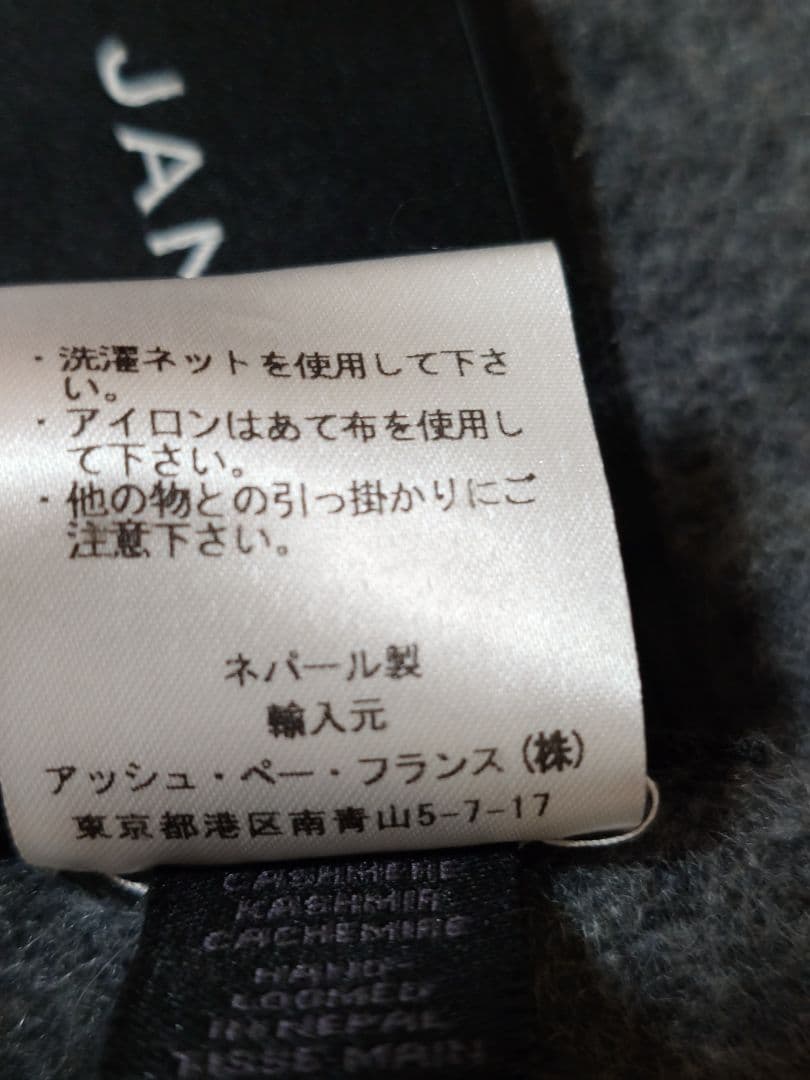 JAN
・洗濯ネットを使用して下さ
い。
・アイロンはあて布を使用し
て下さい。
・他の物との引っ掛かりにご
注意下さい。
ネパール製
輸入元
アッシュ・ペー・フランス(株)
東京都港区南青山5-7-17
CASHMERE
KASHMIR
CACHEMIRE
HAND-
LOOMED
IN NEPAL
TISSE MAIN